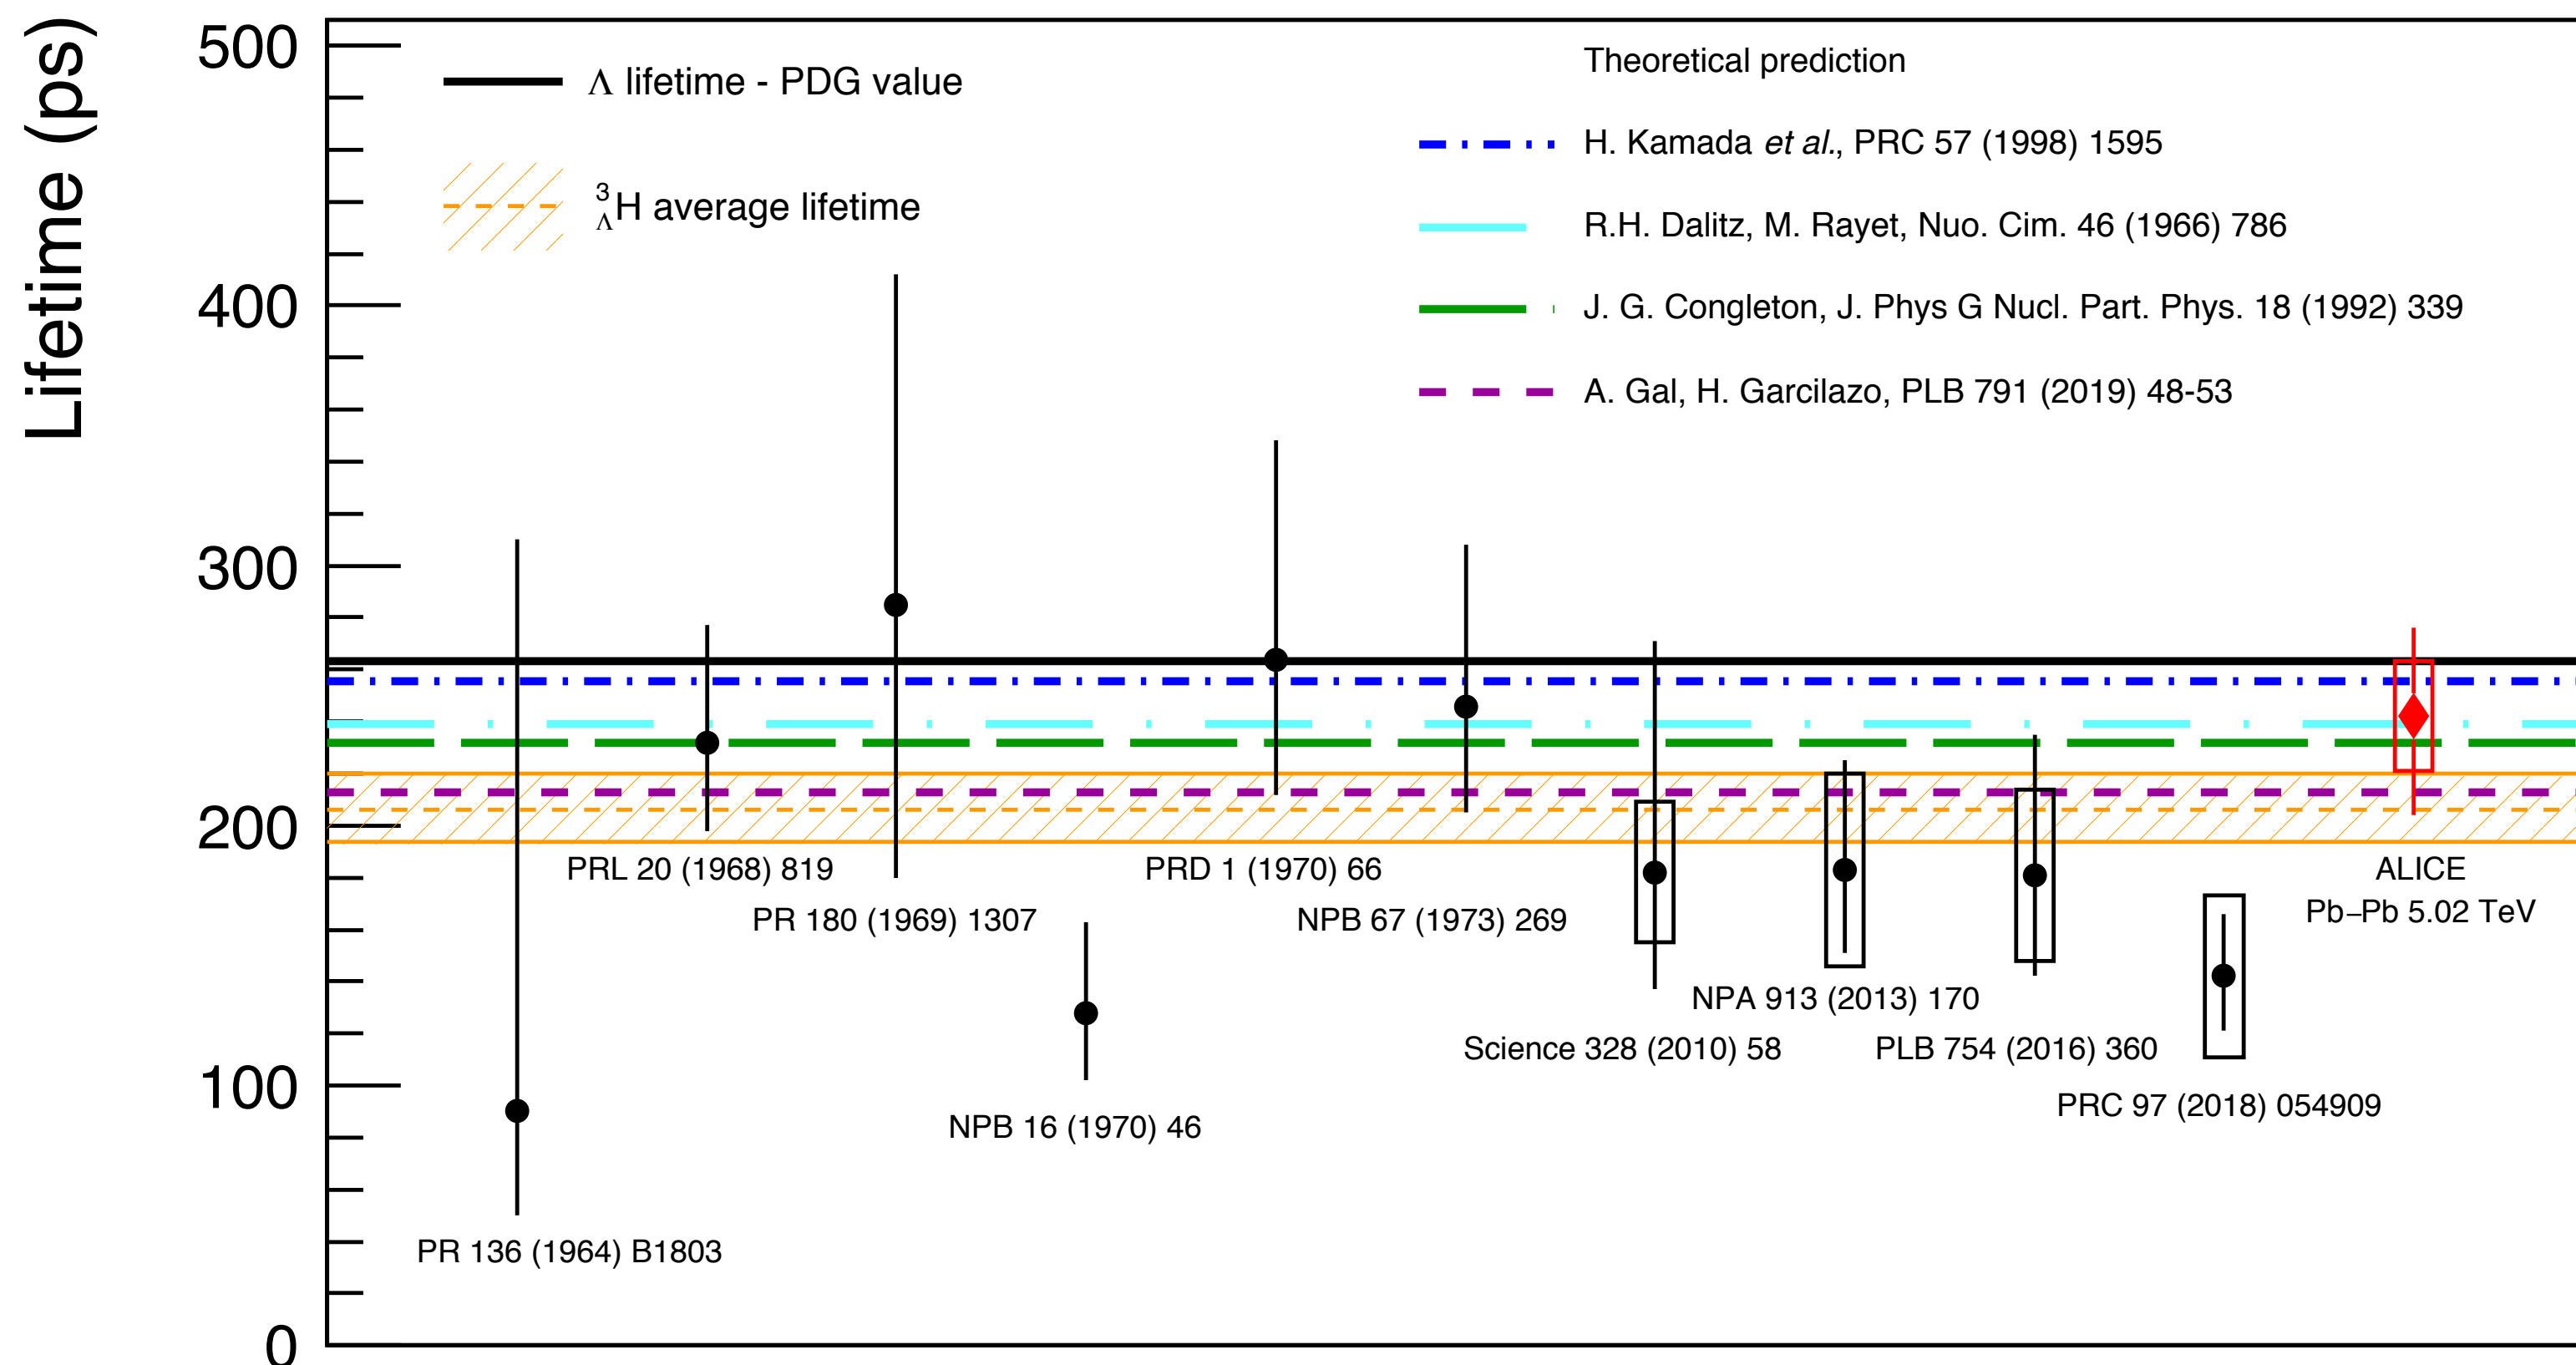 Lifetime (ps)
500
400
300
200
100
0
Λ lifetime - PDG value
³ΛH average lifetime
Theoretical prediction
H. Kamada et al., PRC 57 (1998) 1595
R.H. Dalitz, M. Rayet, Nuo. Cim. 46 (1966) 786
J. G. Congleton, J. Phys G Nucl. Part. Phys. 18 (1992) 339
A. Gal, H. Garcilazo, PLB 791 (2019) 48-53
PR 136 (1964) B1803
PRL 20 (1968) 819
PR 180 (1969) 1307
NPB 16 (1970) 46
PRD 1 (1970) 66
NPB 67 (1973) 269
Science 328 (2010) 58
NPA 913 (2013) 170
PLB 754 (2016) 360
PRC 97 (2018) 054909
ALICE
Pb–Pb 5.02 TeV